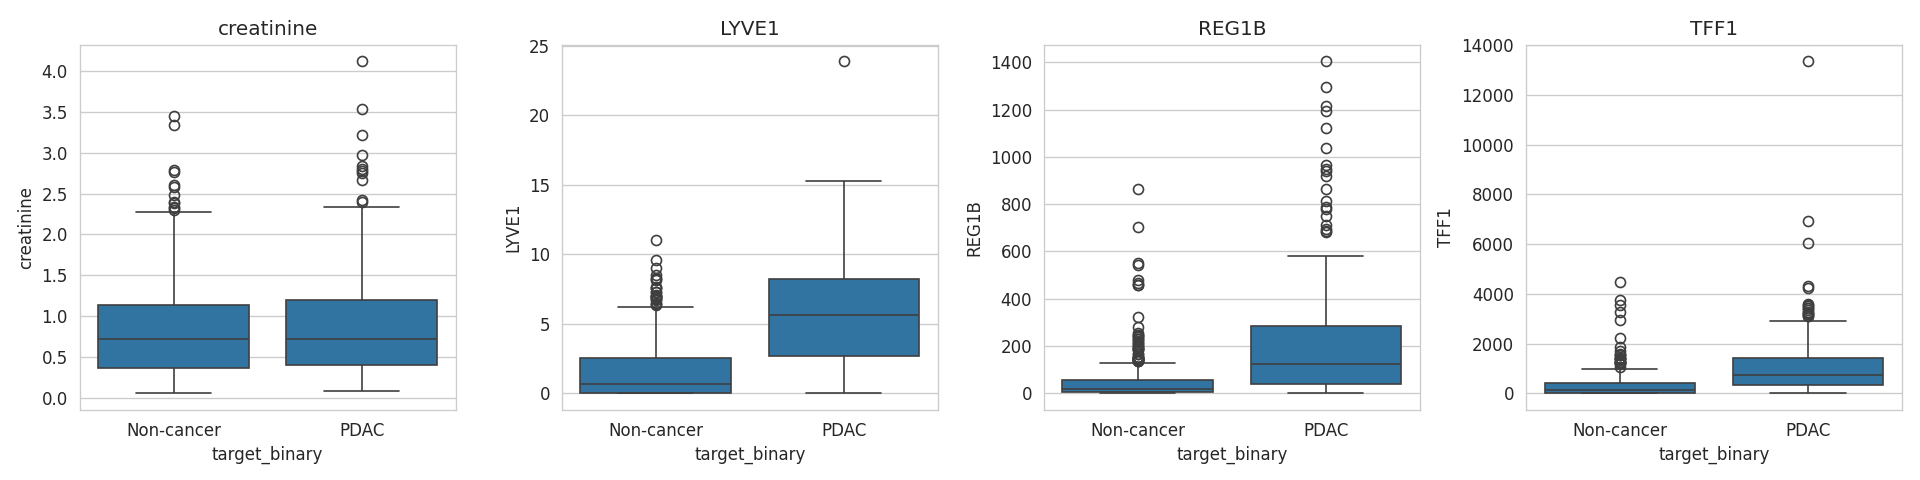 creatinine
creatinine
4.0
3.5
3.0
2.5
2.0
1.5
1.0
0.5
0.0
Non-cancer PDAC
target_binary
LYVE1
LYVE1
25
20
15
10
5
0
Non-cancer PDAC
target_binary
REG1B
REG1B
1400
1200
1000
800
600
400
200
0
Non-cancer PDAC
target_binary
TFF1
TFF1
14000
12000
10000
8000
6000
4000
2000
0
Non-cancer PDAC
target_binary